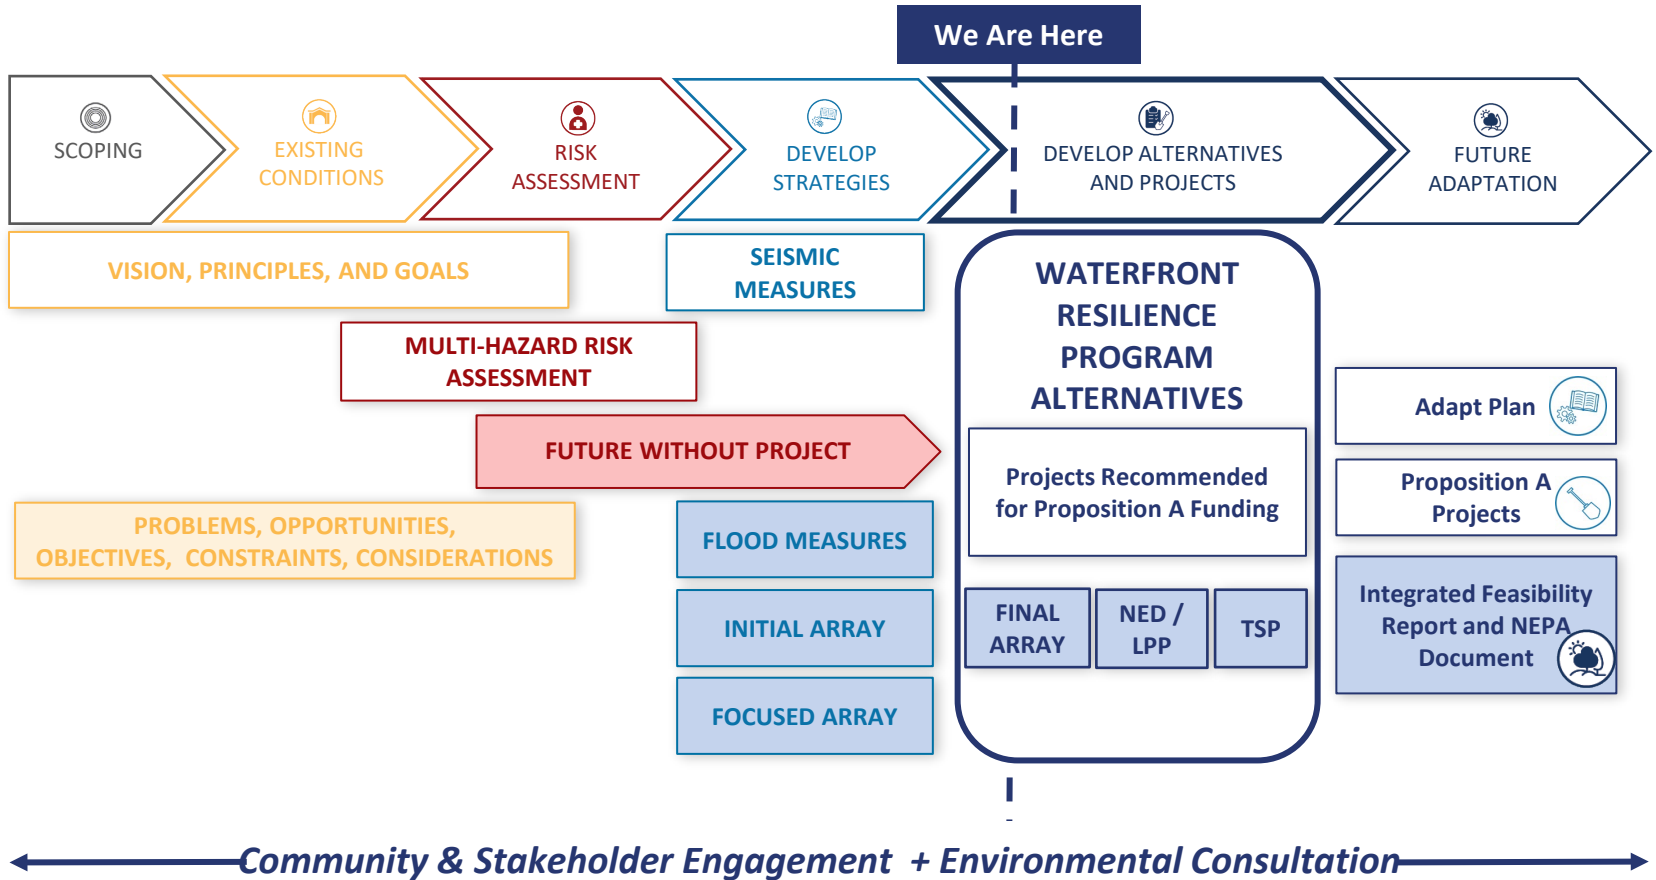 We Are Here
SCOPING
EXISTING
CONDITIONS
RISK
ASSESSMENT
DEVELOP
STRATEGIES
DEVELOP ALTERNATIVES
AND PROJECTS
FUTURE
ADAPTATION
VISION, PRINCIPLES, AND GOALS
SEISMIC
MEASURES
MULTI-HAZARD RISK
ASSESSMENT
FUTURE WITHOUT PROJECT
PROBLEMS, OPPORTUNITIES,
OBJECTIVES, CONSTRAINTS, CONSIDERATIONS
FLOOD MEASURES
INITIAL ARRAY
FOCUSED ARRAY
WATERFRONT
RESILIENCE
PROGRAM
ALTERNATIVES
Projects Recommended
for Proposition A Funding
FINAL
ARRAY
NED /
LPP
TSP
Adapt Plan
Proposition A
Projects
Integrated Feasibility
Report and NEPA
Document
Community & Stakeholder Engagement + Environmental Consultation